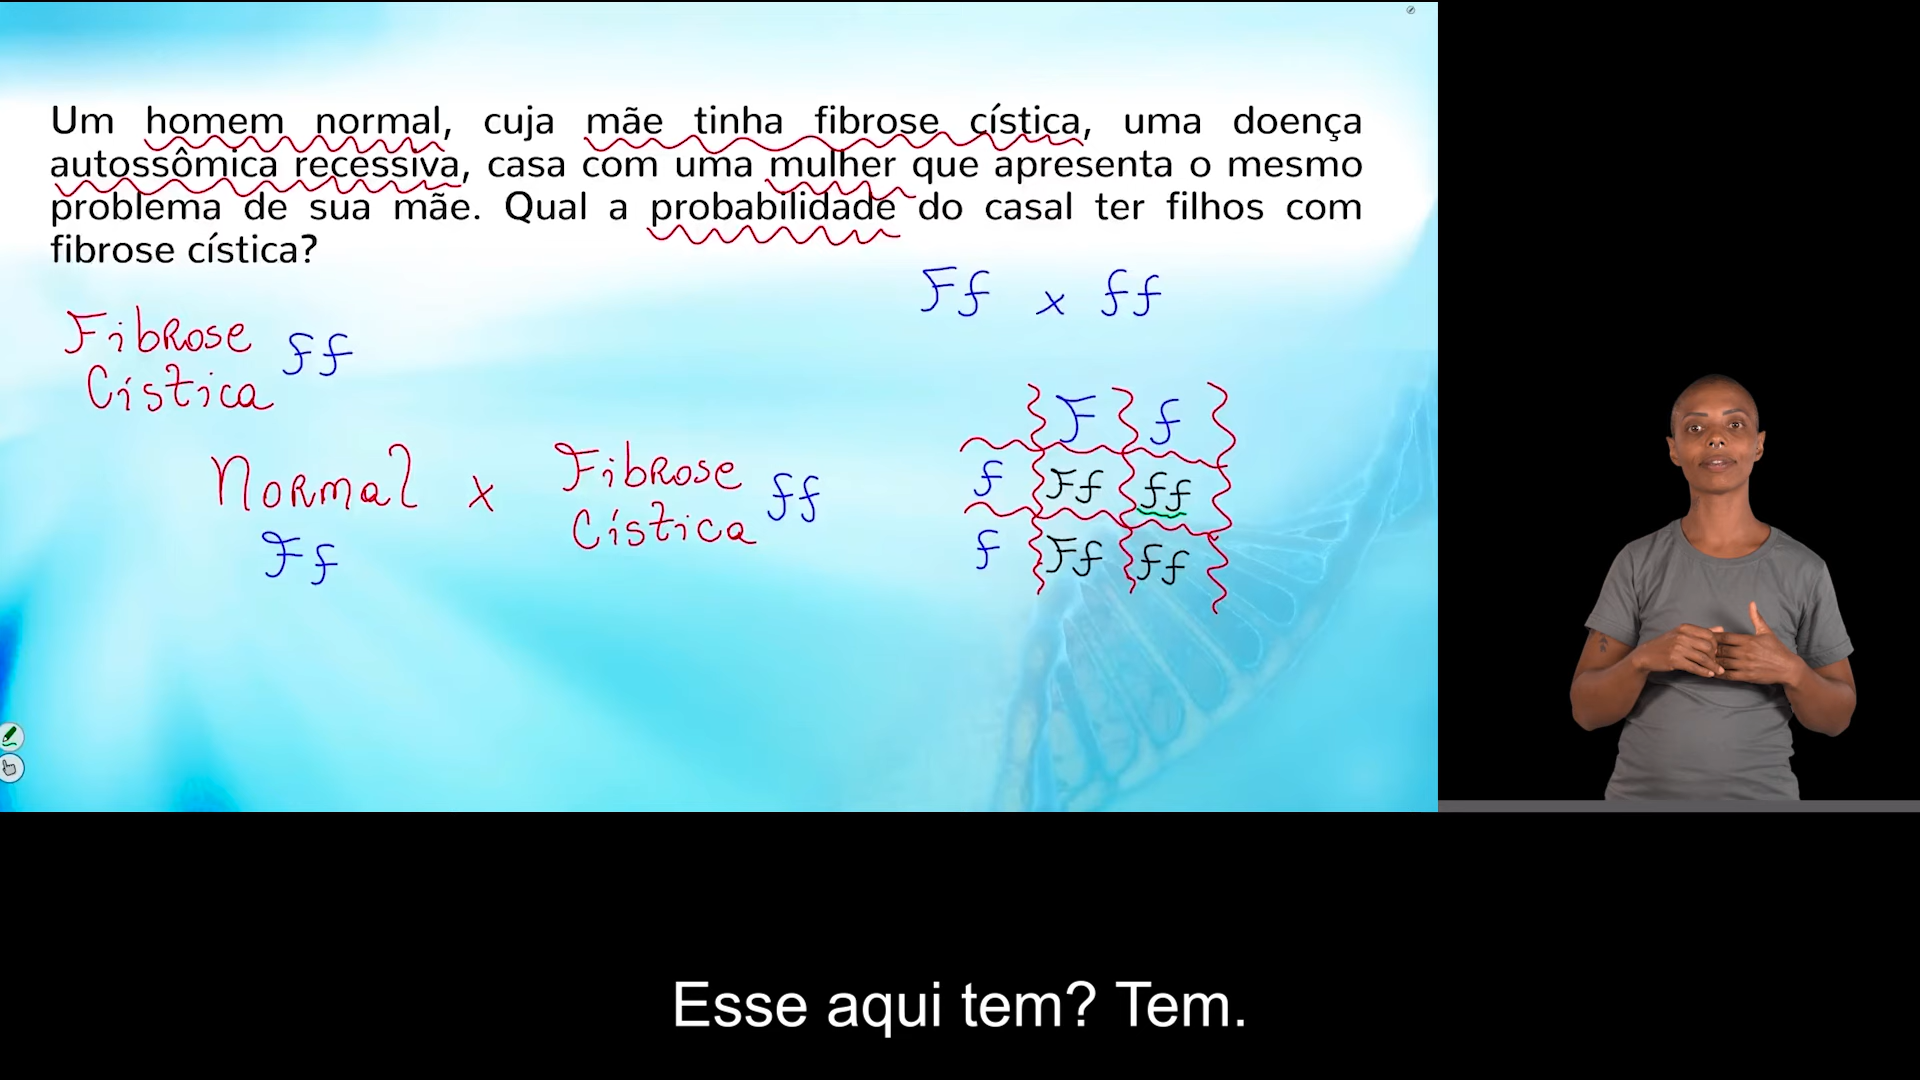 Um homem normal, cuja mãe tinha fibrose cística, uma doença
autossômica recessiva, casa com uma mulher que apresenta o mesmo
problema de sua mãe. Qual a probabilidade do casal ter filhos com
fibrose cística?
Ff x ff
Fibrose ff
Cística
F f
Normal x Fibrose ff
Cística
Ff
f Ff ff
f Ff ff
Esse aqui tem? Tem.